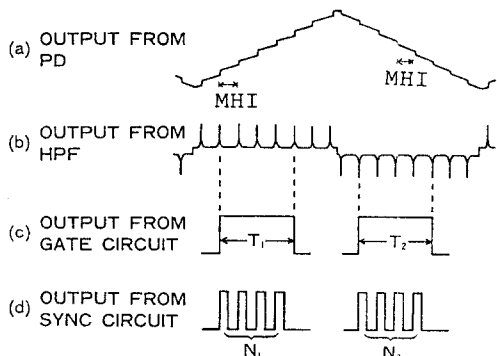 (a) OUTPUT FROM
PD
MHI
MHI
(b) OUTPUT FROM
HPF
(c) OUTPUT FROM
GATE CIRCUIT
T₁
T₂
(d) OUTPUT FROM
SYNC CIRCUIT
N₁